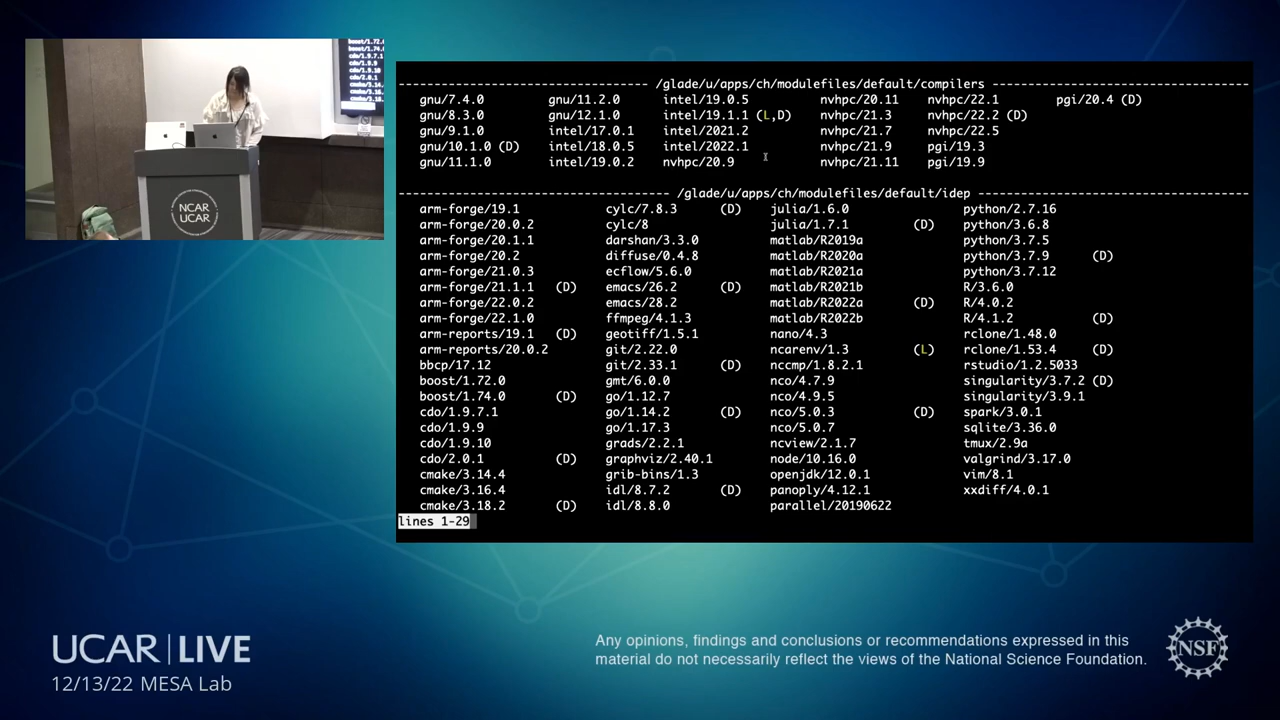 ------------------------------- /glade/u/apps/ch/modulefiles/default/compilers --------------------------------
gnu/7.4.0 gnu/11.2.0 intel/19.0.5 nvhpc/20.11 nvhpc/22.1 pgi/20.4 (D)
gnu/8.3.0 gnu/12.1.0 intel/19.1.1 (L,D) nvhpc/21.3 nvhpc/22.2 (D)
gnu/9.1.0 intel/17.0.1 intel/2021.2 nvhpc/21.7 nvhpc/22.5
gnu/10.1.0 (D) intel/18.0.5 intel/2022.1 nvhpc/21.9 pgi/19.3
gnu/11.1.0 intel/19.0.2 nvhpc/20.9 nvhpc/21.11 pgi/19.9
---------------------------------- /glade/u/apps/ch/modulefiles/default/idep ----------------------------------
arm-forge/19.1 cylc/7.8.3 (D) julia/1.6.0 python/2.7.16
arm-forge/20.0.2 cylc/8 julia/1.7.1 (D) python/3.6.8
arm-forge/20.1.1 darshan/3.3.0 matlab/R2019a python/3.7.5
arm-forge/20.2 diffuse/0.4.8 matlab/R2020a python/3.7.9 (D)
arm-forge/21.0.3 ecflow/5.6.0 matlab/R2021a python/3.7.12
arm-forge/21.1.1 (D) emacs/26.2 (D) matlab/R2021b R/3.6.0
arm-forge/22.0.2 emacs/28.2 matlab/R2022a (D) R/4.0.2
arm-forge/22.1.0 ffmpeg/4.1.3 matlab/R2022b R/4.1.2 (D)
arm-reports/19.1 (D) geotiff/1.5.1 nano/4.3 rclone/1.48.0
arm-reports/20.0.2 git/2.22.0 ncarenv/1.3 (L) rclone/1.53.4 (D)
bbcp/17.12 git/2.33.1 (D) nccmp/1.8.2.1 rstudio/1.2.5033
boost/1.72.0 gmt/6.0.0 nco/4.7.9 singularity/3.7.2 (D)
boost/1.74.0 (D) go/1.12.7 nco/4.9.5 singularity/3.9.1
cdo/1.9.7.1 go/1.14.2 (D) nco/5.0.3 (D) spark/3.0.1
cdo/1.9.9 go/1.17.3 nco/5.0.7 sqlite/3.36.0
cdo/1.9.10 grads/2.2.1 ncview/2.1.7 tmux/2.9a
cdo/2.0.1 (D) graphviz/2.40.1 node/10.16.0 valgrind/3.17.0
cmake/3.14.4 grib-bins/1.3 openjdk/12.0.1 vim/8.1
cmake/3.16.4 idl/8.7.2 (D) panoply/4.12.1 xxdiff/4.0.1
cmake/3.18.2 (D) idl/8.8.0 parallel/20190622
lines 1-29
NCAR
UCAR
UCAR | LIVE
12/13/22 MESA Lab
Any opinions, findings and conclusions or recommendations expressed in this
material do not necessarily reflect the views of the National Science Foundation.
NSF